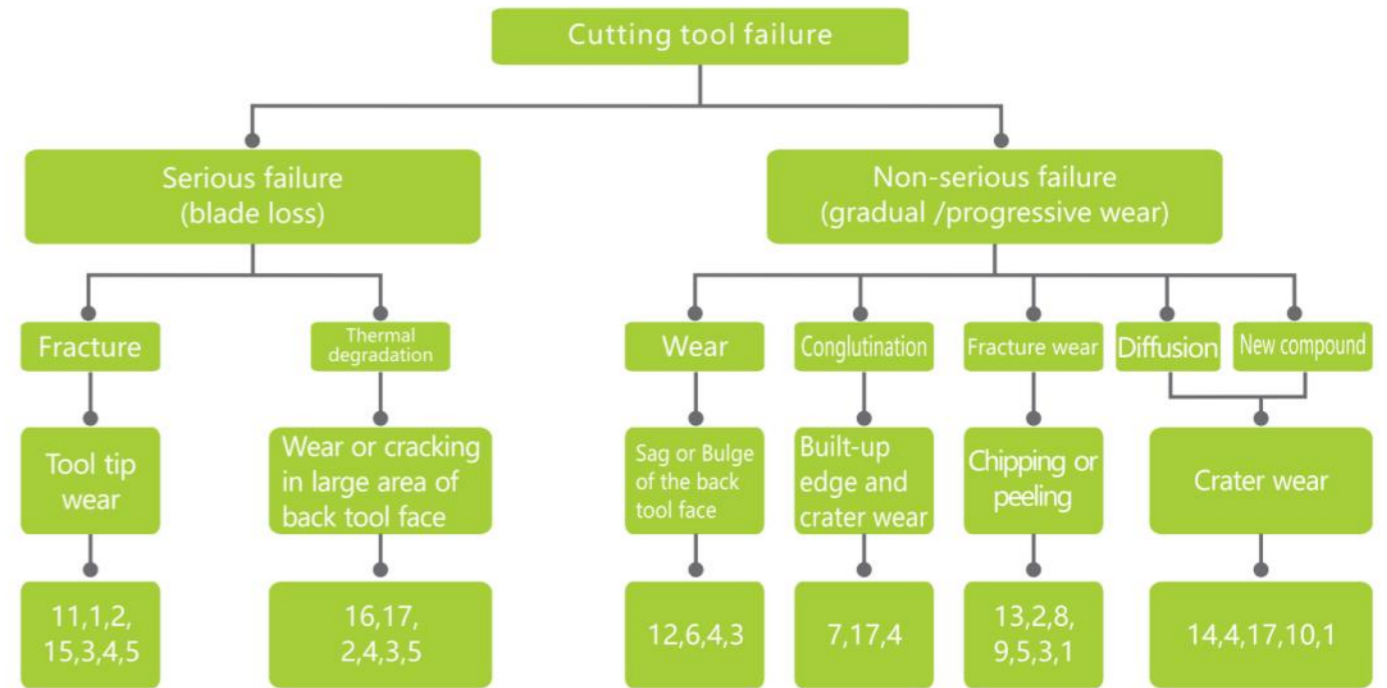 Cutting tool failure
Serious failure
(blade loss)
Non-serious failure
(gradual /progressive wear)
Fracture
Thermal
degradation
Wear
Conglutination
Fracture wear
Diffusion
New compound
Tool tip
wear
Wear or cracking
in large area of
back tool face
Sag or Bulge
of the back
tool face
Built-up
edge and
crater wear
Chipping or
peeling
Crater wear
11,1,2,
15,3,4,5
16,17,
2,4,3,5
12,6,4,3
7,17,4
13,2,8,
9,5,3,1
14,4,17,10,1